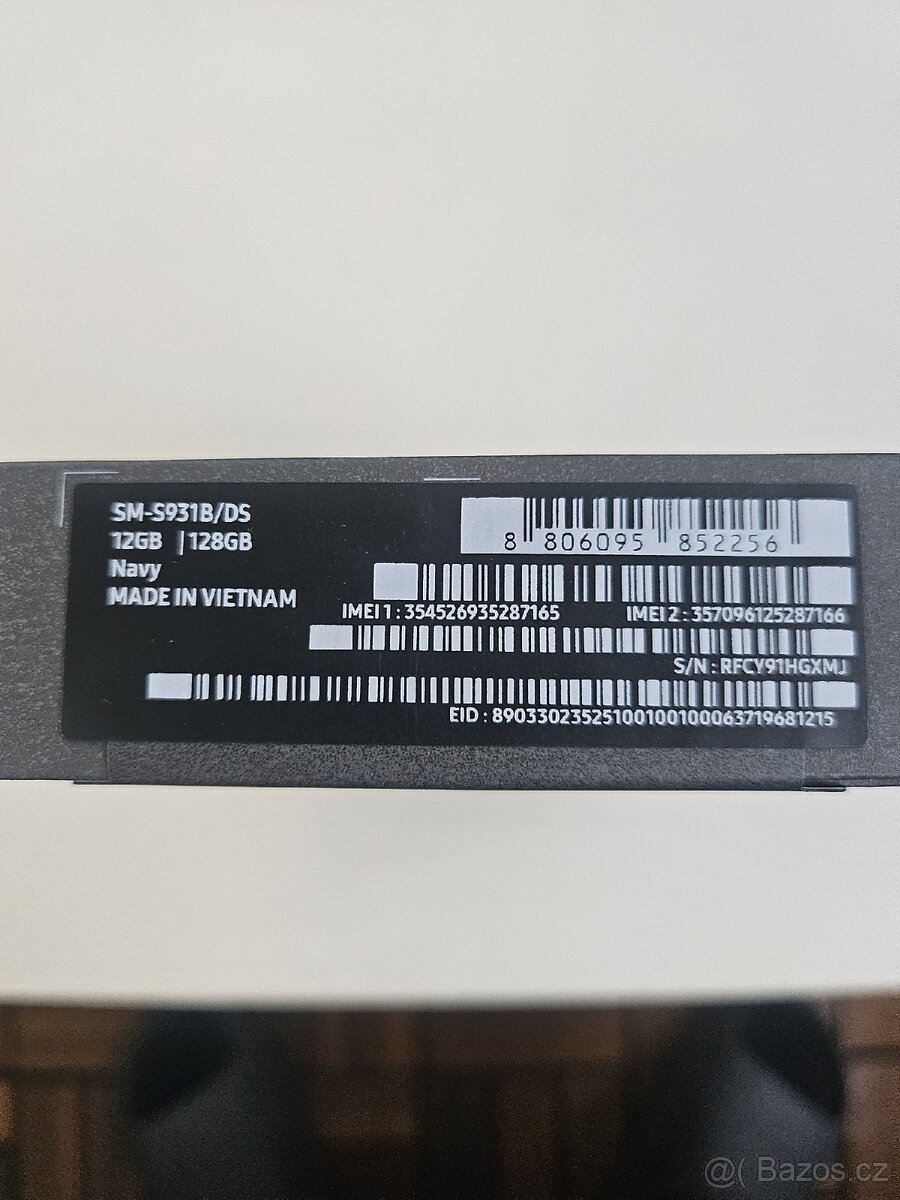 SM-S931B/DS
12GB | 128GB
Navy
MADE IN VIETNAM
8 806095 852256
IMEI 1 : 354526935287165
IMEI 2 : 357096125287166
S/N : RFCY91HGXMJ
EID : 89033023525100100100063719681215
@( Bazos.cz